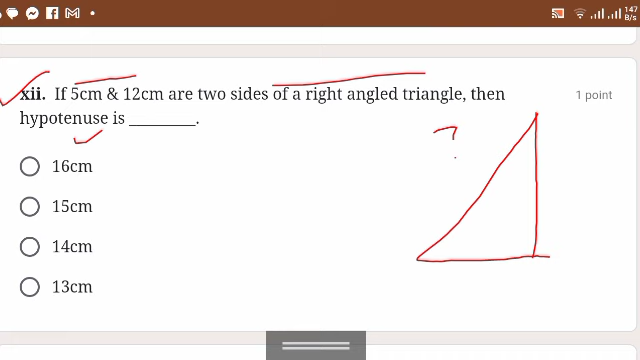 147
B/s
xii. If 5cm & 12cm are two sides of a right angled triangle, then
hypotenuse is ________.
1 point
?
16cm
15cm
14cm
13cm